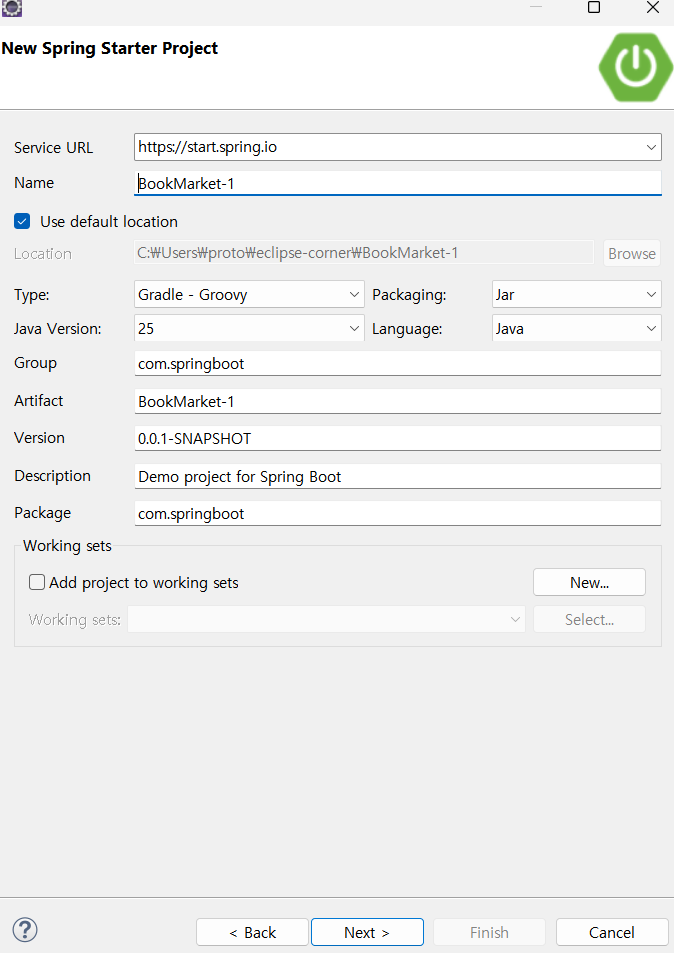 New Spring Starter Project
Service URL https://start.spring.io
Name BookMarket-1
Use default location
Location C:₩Users₩proto₩eclipse-corner₩BookMarket-1 Browse
Type: Gradle - Groovy Packaging: Jar
Java Version: 25 Language: Java
Group com.springboot
Artifact BookMarket-1
Version 0.0.1-SNAPSHOT
Description Demo project for Spring Boot
Package com.springboot
Working sets
Add project to working sets New...
Working sets: Select...
? < Back Next > Finish Cancel